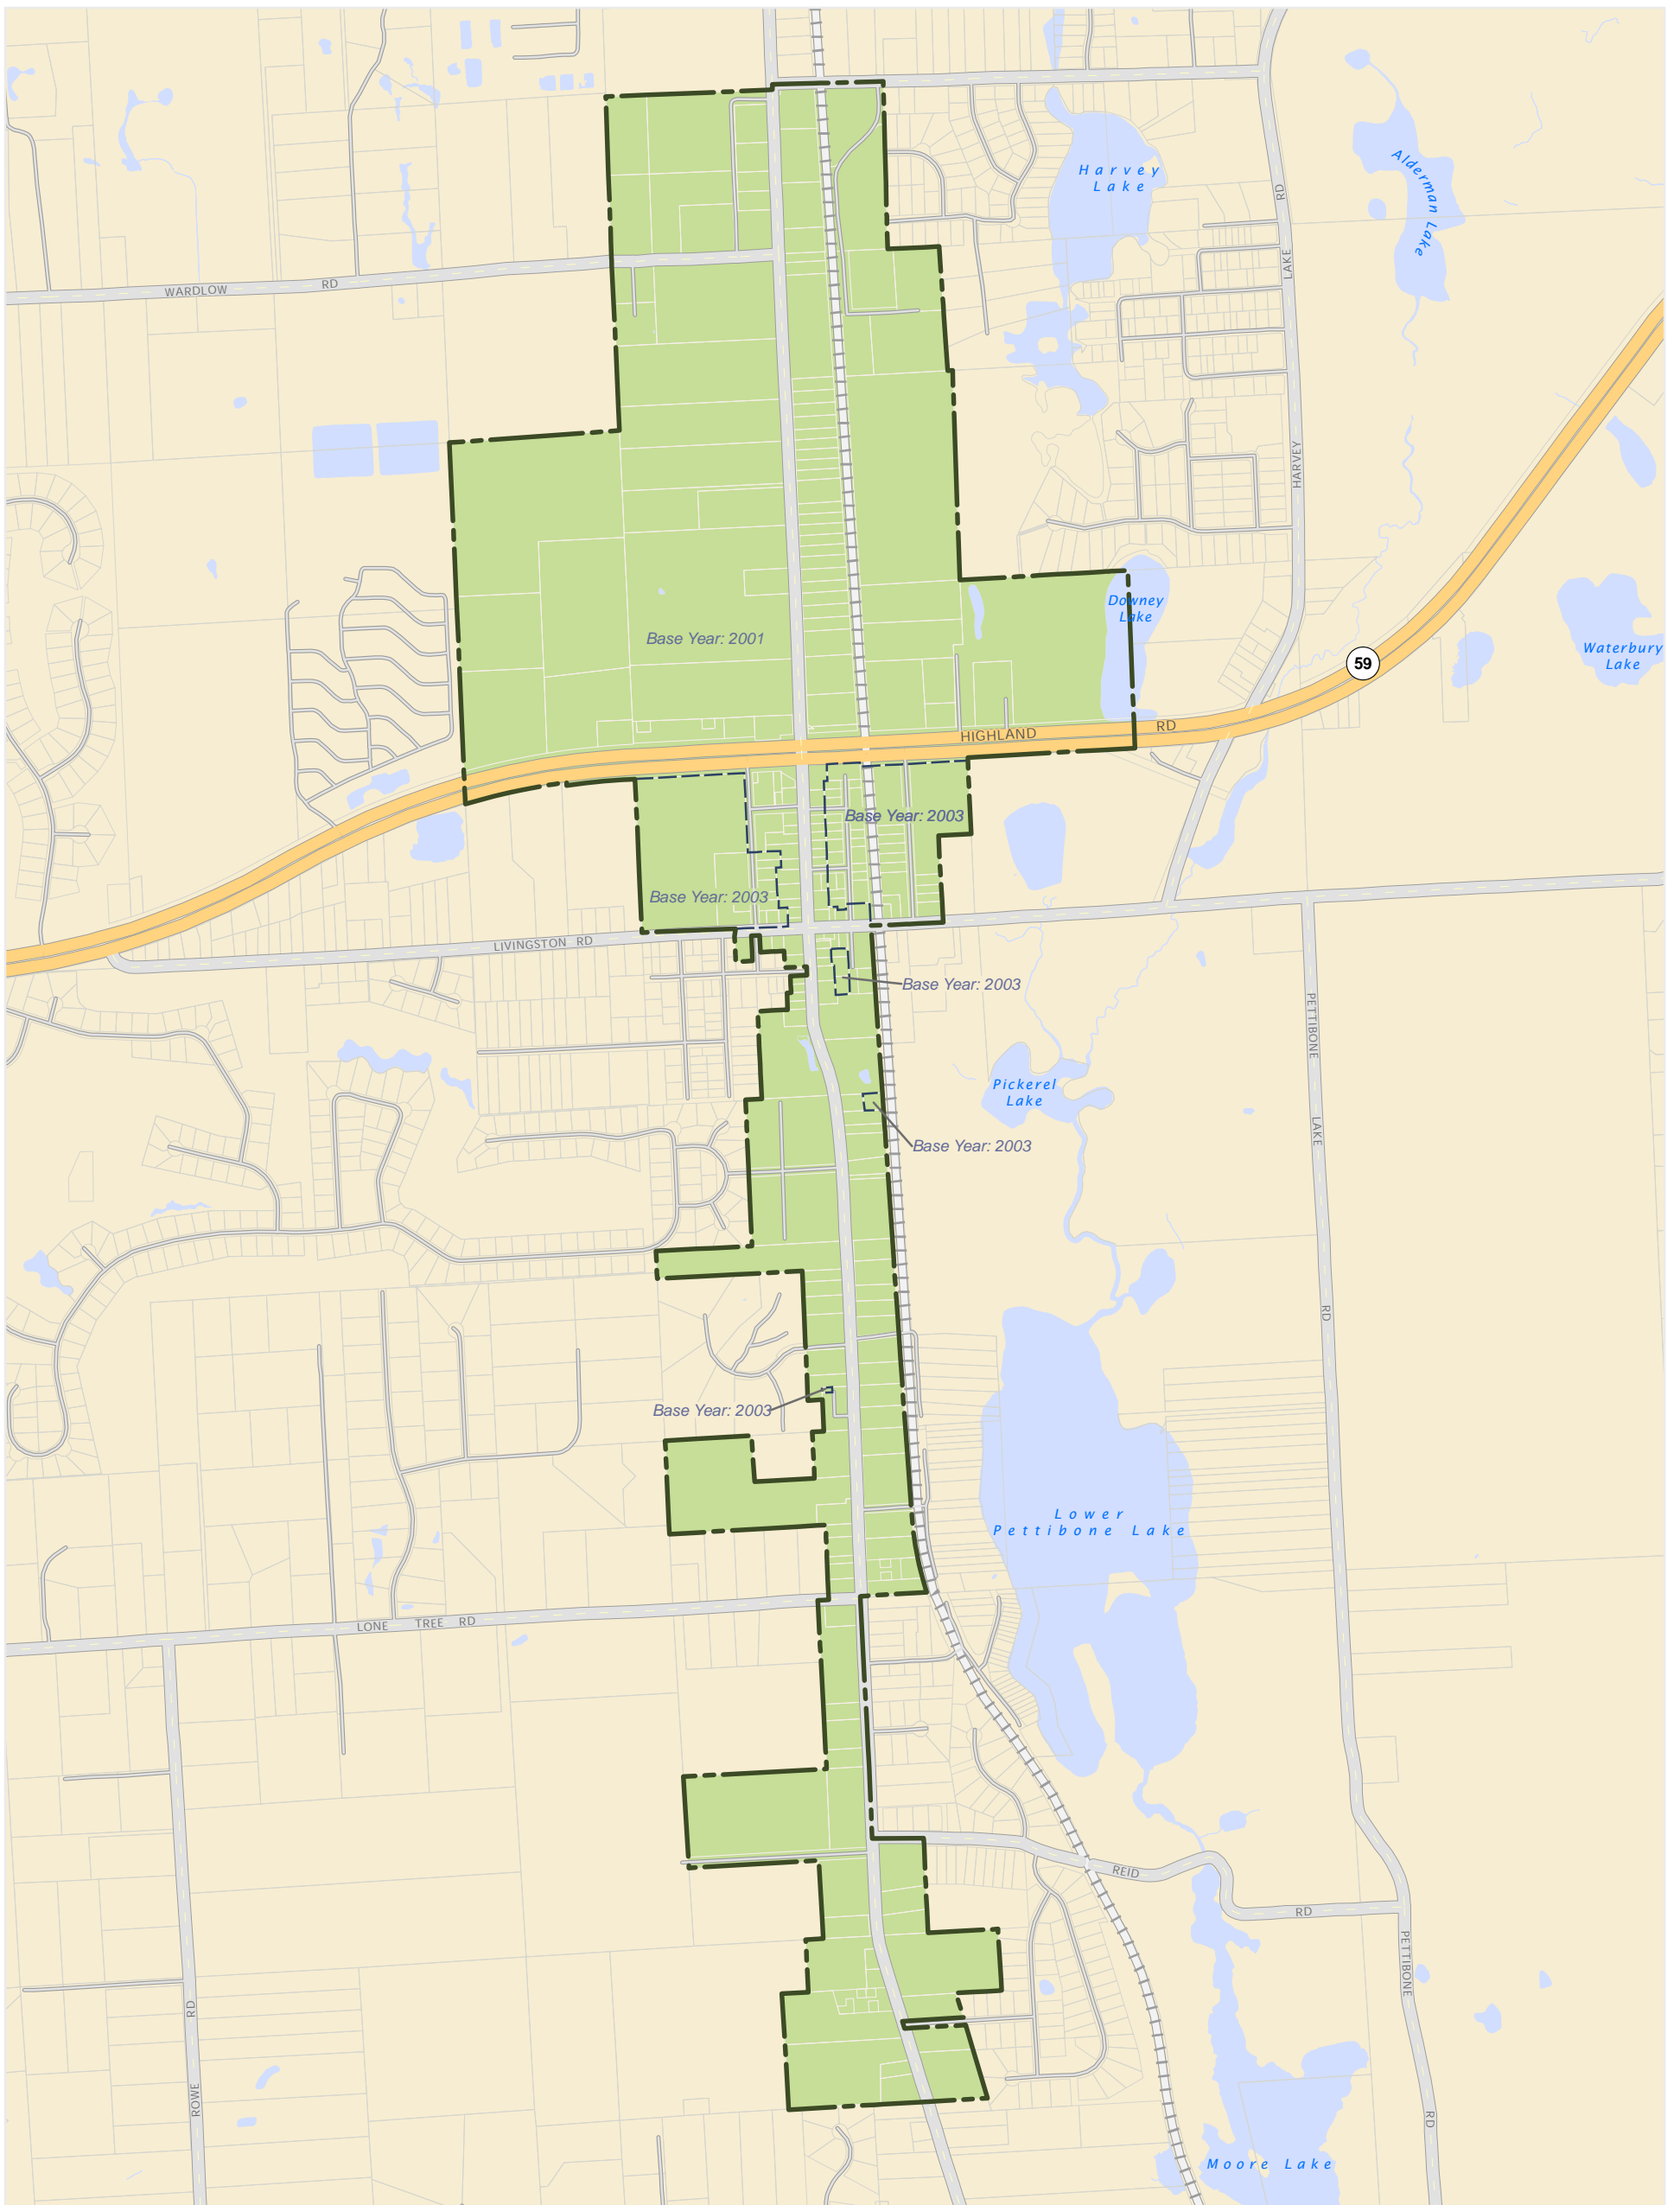 Harvey
Lake
Alderman Lake
RD
LAKE
HARVEY
WARDLOW RD
Downey
Lake
Base Year: 2001
Waterbury
Lake
59
HIGHLAND RD
Base Year: 2003
Base Year: 2003
LIVINGSTON RD
Base Year: 2003
PETTIBONE
LAKE
RD
Pickerel
Lake
Base Year: 2003
Base Year: 2003
Lower
Pettibone Lake
LONE TREE RD
REID
RD
PETTIBONE
RD
RD
ROWE
Moore Lake